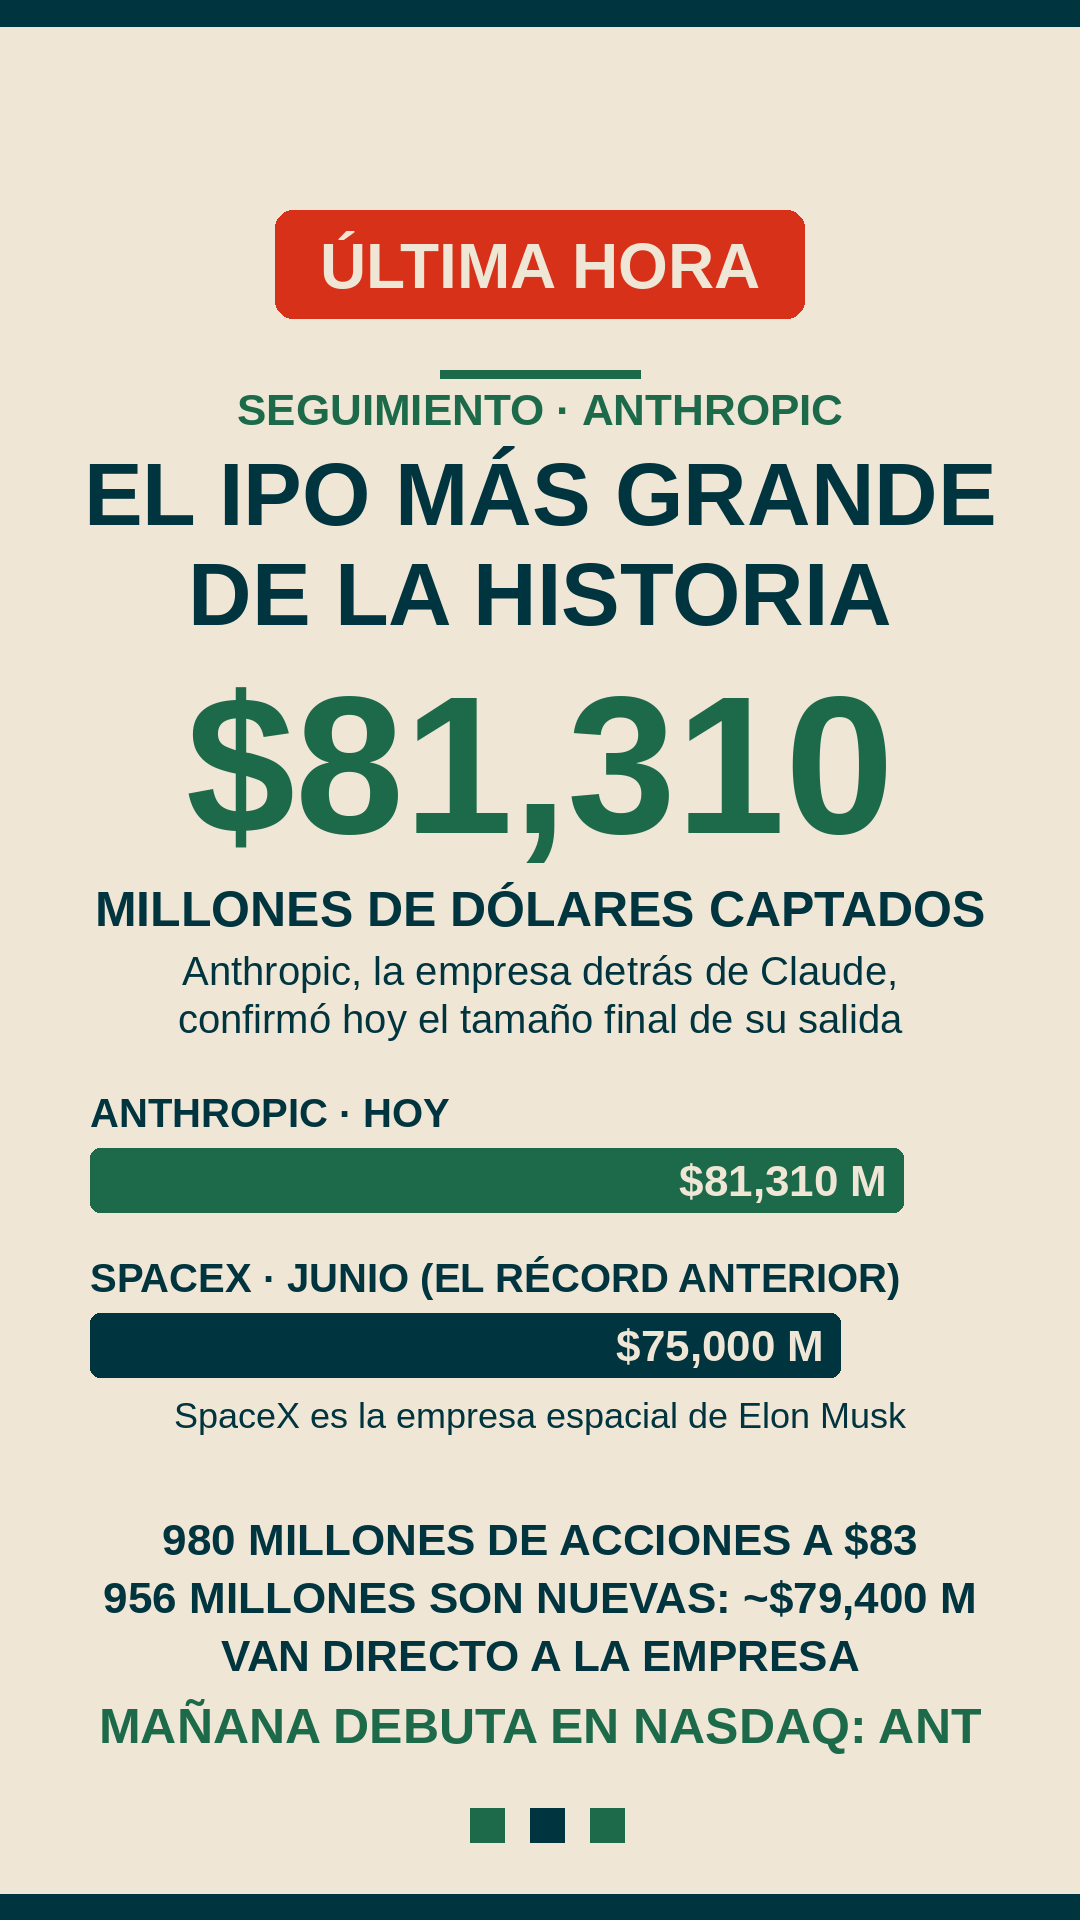 ÚLTIMA HORA
SEGUIMIENTO · ANTHROPIC
EL IPO MÁS GRANDE
DE LA HISTORIA
$81,310
MILLONES DE DÓLARES CAPTADOS
Anthropic, la empresa detrás de Claude,
confirmó hoy el tamaño final de su salida
ANTHROPIC · HOY
$81,310 M
SPACEX · JUNIO (EL RÉCORD ANTERIOR)
$75,000 M
SpaceX es la empresa espacial de Elon Musk
980 MILLONES DE ACCIONES A $83
956 MILLONES SON NUEVAS: ~$79,400 M
VAN DIRECTO A LA EMPRESA
MAÑANA DEBUTA EN NASDAQ: ANT